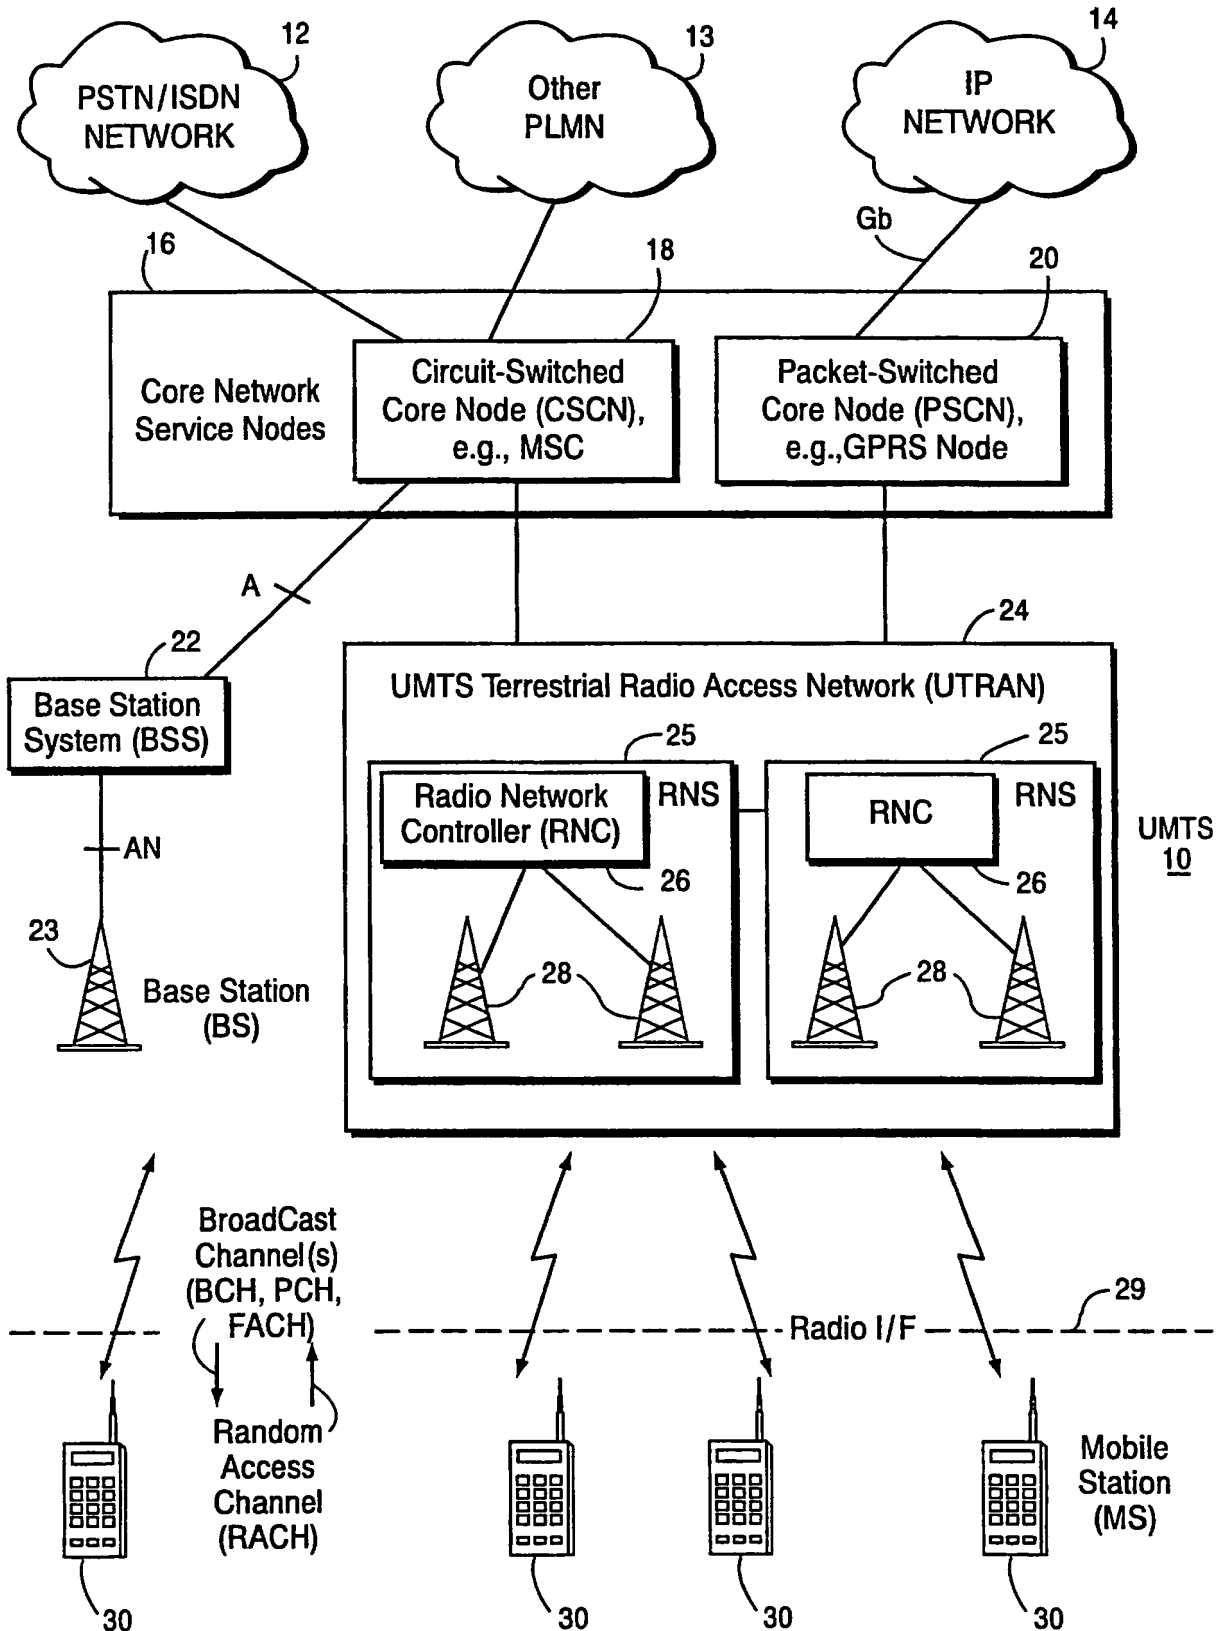 12
13
14
PSTN/ISDN
NETWORK
Other
PLMN
IP
NETWORK
Gb
16
18
20
Core Network
Service Nodes
Circuit-Switched
Core Node (CSCN),
e.g., MSC
Packet-Switched
Core Node (PSCN),
e.g.,GPRS Node
A
22
24
Base Station
System (BSS)
UMTS Terrestrial Radio Access Network (UTRAN)
25
25
Radio Network
Controller (RNC)
RNS
RNC
RNS
UMTS
10
AN
26
26
23
Base Station
(BS)
28
28
BroadCast
Channel(s)
(BCH, PCH,
FACH)
29
Radio I/F
Random
Access
Channel
(RACH)
Mobile
Station
(MS)
30
30
30
30